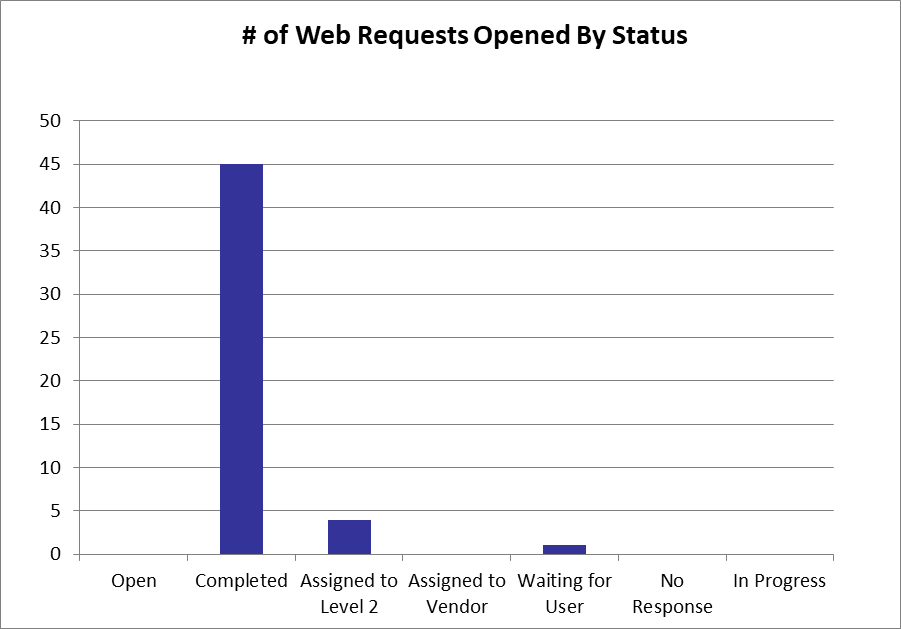 # of Web Requests Opened By Status
50
45
40
35
30
25
20
15
10
5
0
Open
Completed
Assigned to
Level 2
Assigned to
Vendor
Waiting for
User
No
Response
In Progress